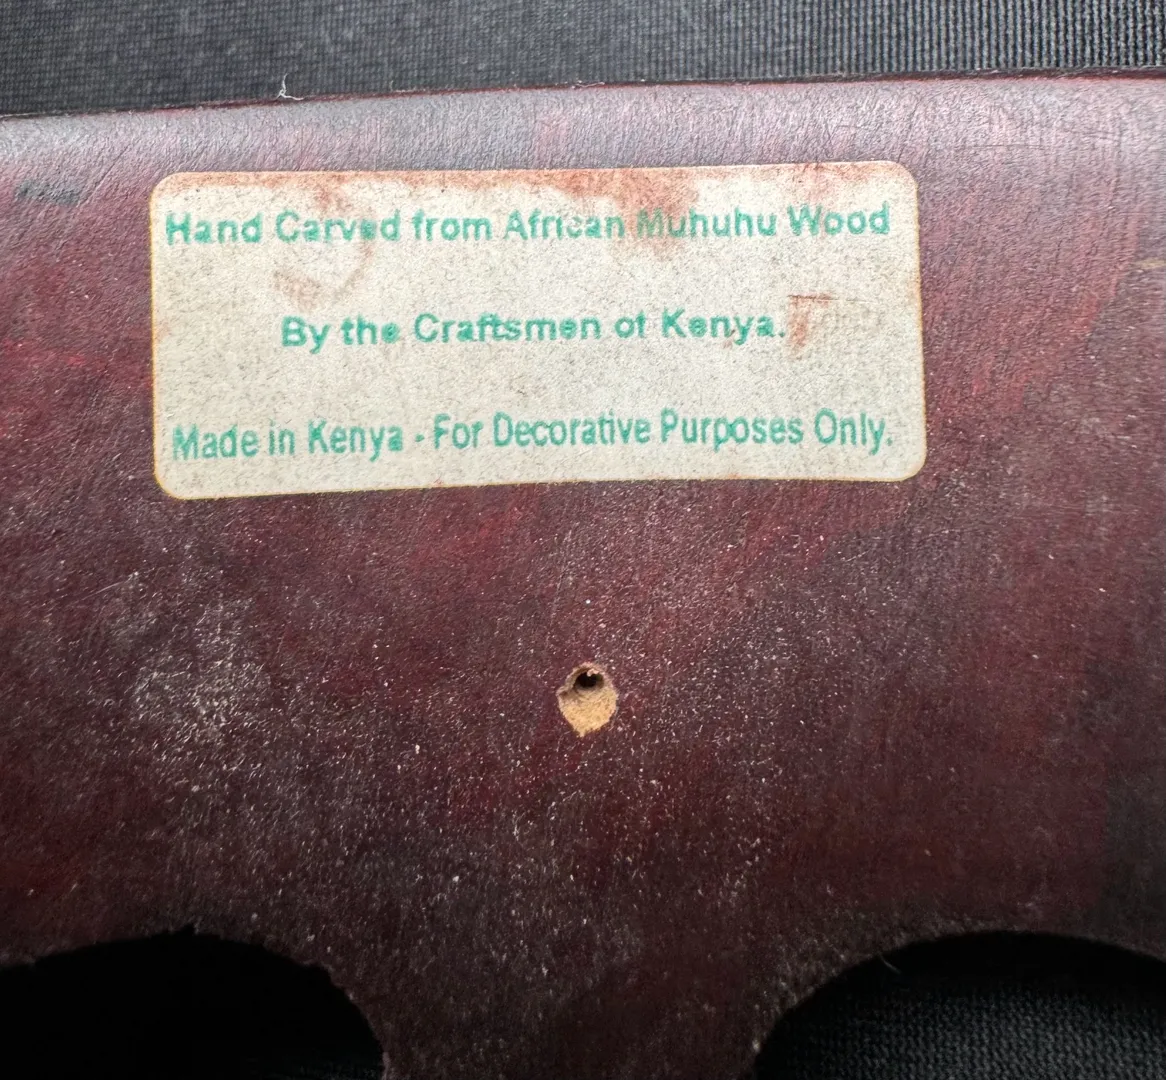 Hand Carved from African Muhuhu Wood
By the Craftsmen of Kenya.
Made in Kenya - For Decorative Purposes Only.